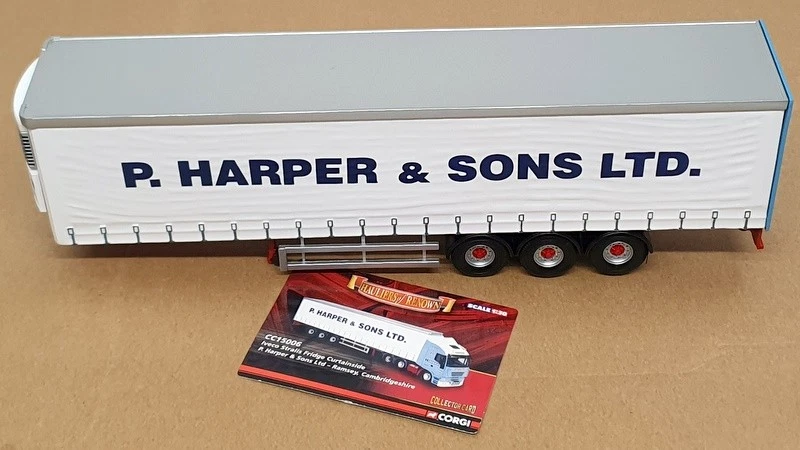 P. HARPER & SONS LTD.
HAULIERS of RENOWN
SCALE 1:50
P. HARPER & SONS LTD.
CC15006
Iveco Stralis Fridge Curtainside
P. Harper & Sons Ltd - Ramsey, Cambridgeshire
COLLECTOR CARD
CORGI